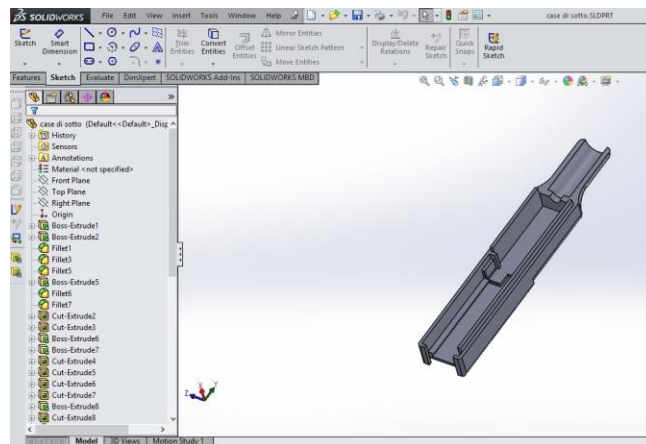 SOLIDWORKS File Edit View Insert Tools Window Help case di sotto.SLDPRT
Sketch
Smart Dimension
Trim Entities
Convert Entities
Offset Entities
Mirror Entities
Linear Sketch Pattern
Move Entities
Display/Delete Relations
Repair Sketch
Quick Snaps
Rapid Sketch
Features Sketch Evaluate DimXpert SOLIDWORKS Add-Ins SOLIDWORKS MBD
case di sotto (Default<<Default>_Disp
History
Sensors
Annotations
Material <not specified>
Front Plane
Top Plane
Right Plane
Origin
Boss-Extrude1
Boss-Extrude2
Fillet1
Fillet3
Fillet5
Boss-Extrude5
Fillet6
Fillet7
Cut-Extrude2
Cut-Extrude3
Boss-Extrude6
Boss-Extrude7
Cut-Extrude4
Cut-Extrude5
Cut-Extrude6
Cut-Extrude7
Boss-Extrude8
Cut-Extrude8
Z X Y
Model 3D Views Motion Study 1